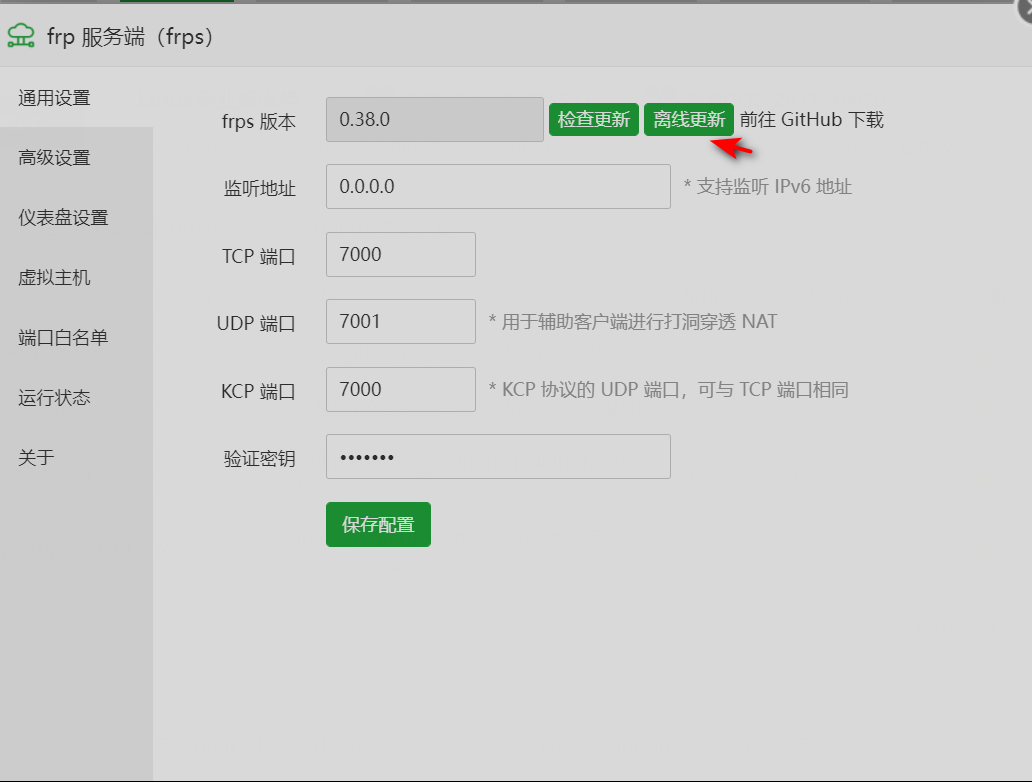 frp 服务端（frps）
通用设置
高级设置
仪表盘设置
虚拟主机
端口白名单
运行状态
关于
frps 版本 0.38.0 检查更新 离线更新 前往 GitHub 下载
监听地址 0.0.0.0 * 支持监听 IPv6 地址
TCP 端口 7000
UDP 端口 7001 * 用于辅助客户端进行打洞穿透 NAT
KCP 端口 7000 * KCP 协议的 UDP 端口，可与 TCP 端口相同
验证密钥 •••••••
保存配置